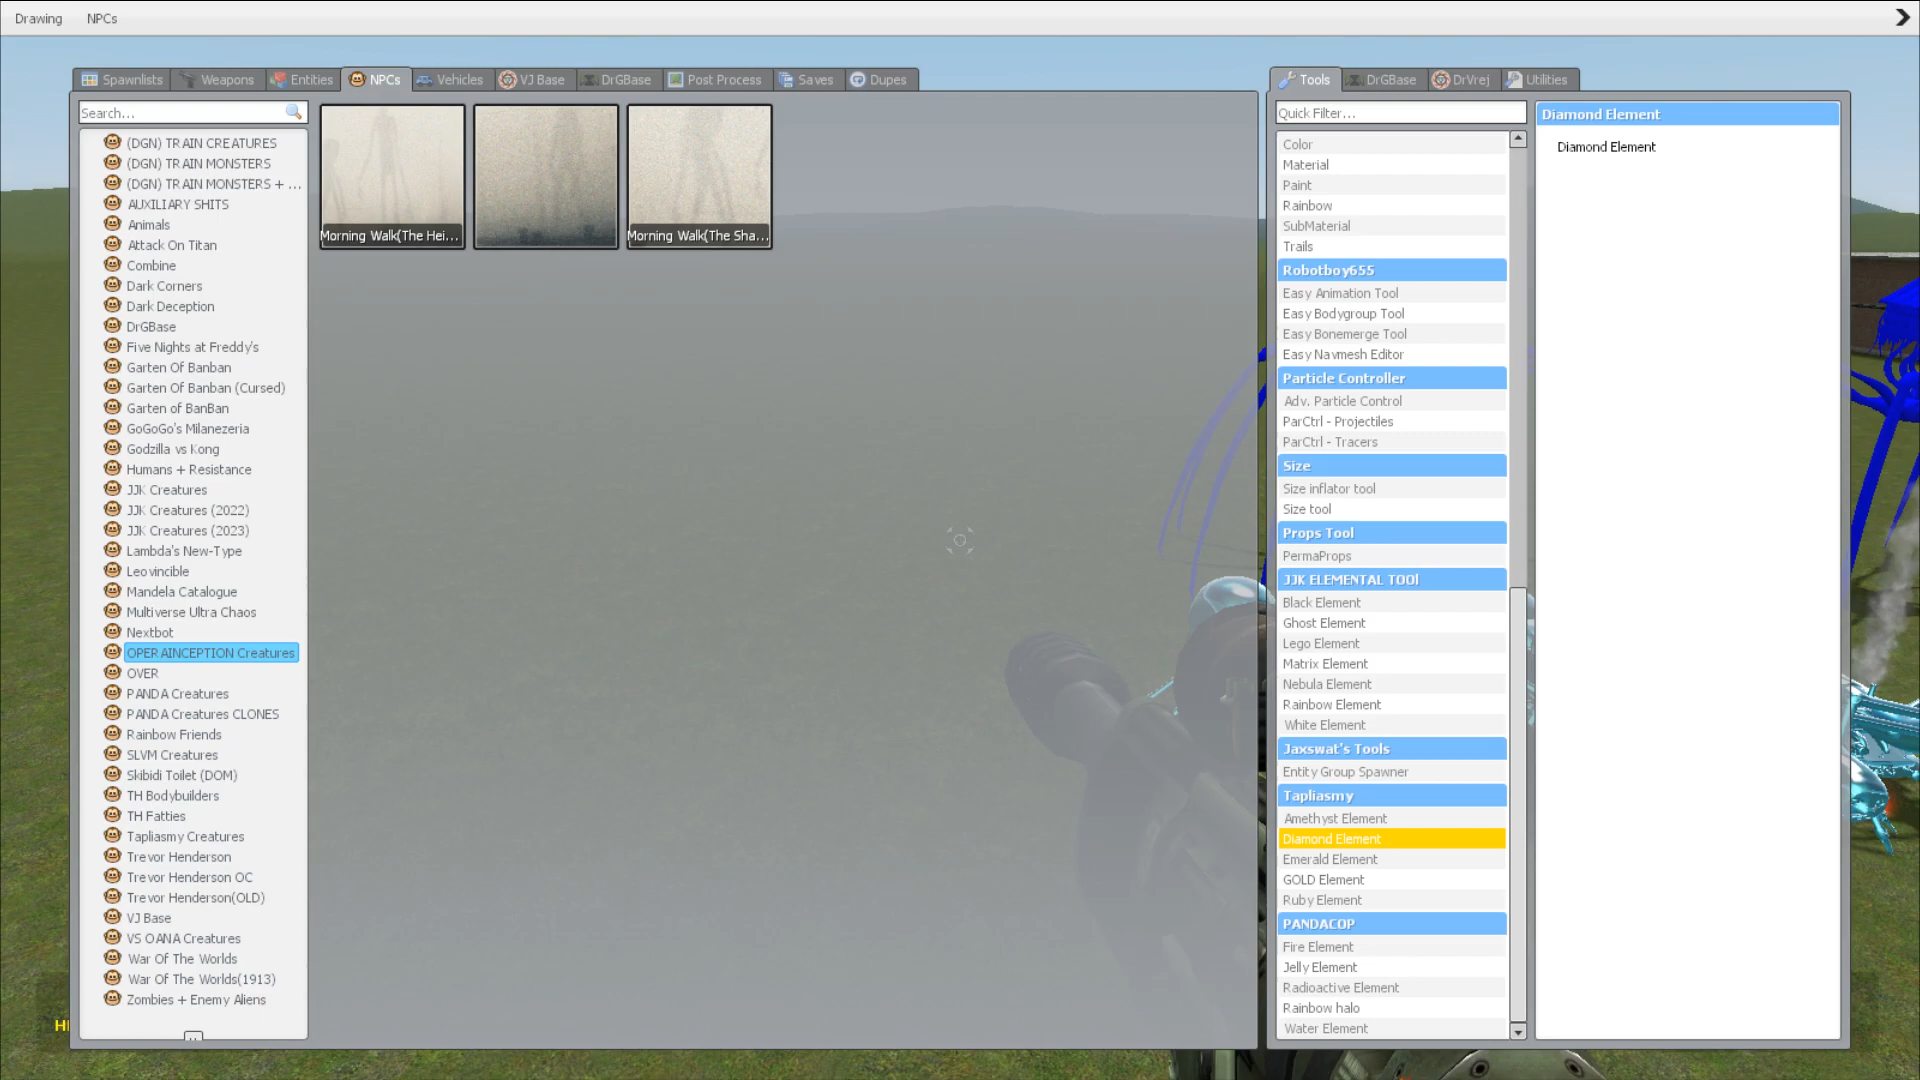 Drawing NPCs
Spawnlists Weapons Entities NPCs Vehicles VJ Base DrGBase Post Process Saves Dupes
Tools DrGBase DrVrej Utilities
Search...
(DGN) TRAIN CREATURES
(DGN) TRAIN MONSTERS
(DGN) TRAIN MONSTERS + ...
AUXILIARY SHITS
Animals
Attack On Titan
Combine
Dark Corners
Dark Deception
DrGBase
Five Nights at Freddy's
Garten Of Banban
Garten Of Banban (Cursed)
Garten of BanBan
GoGoGo's Milanezeria
Godzilla vs Kong
Humans + Resistance
JJK Creatures
JJK Creatures (2022)
JJK Creatures (2023)
Lambda's New-Type
Leovincible
Mandela Catalogue
Multiverse Ultra Chaos
Nextbot
OPERAINCEPTION Creatures
OVER
PANDA Creatures
PANDA Creatures CLONES
Rainbow Friends
SLVM Creatures
Skibidi Toilet (DOM)
TH Bodybuilders
TH Fatties
Tapliasmy Creatures
Trevor Henderson
Trevor Henderson OC
Trevor Henderson(OLD)
VJ Base
VS OANA Creatures
War Of The Worlds
War Of The Worlds(1913)
Zombies + Enemy Aliens
Morning Walk(The Hei...
Morning Walk(The Sha...
Quick Filter...
Color
Material
Paint
Rainbow
SubMaterial
Trails
Robotboy655
Easy Animation Tool
Easy Bodygroup Tool
Easy Bonemerge Tool
Easy Navmesh Editor
Particle Controller
Adv. Particle Control
ParCtrl - Projectiles
ParCtrl - Tracers
Size
Size inflator tool
Size tool
Props Tool
PermaProps
JJK ELEMENTAL TOOl
Black Element
Ghost Element
Lego Element
Matrix Element
Nebula Element
Rainbow Element
White Element
Jaxswat's Tools
Entity Group Spawner
Tapliasmy
Amethyst Element
Diamond Element
Emerald Element
GOLD Element
Ruby Element
PANDACOP
Fire Element
Jelly Element
Radioactive Element
Rainbow halo
Water Element
Diamond Element
Diamond Element